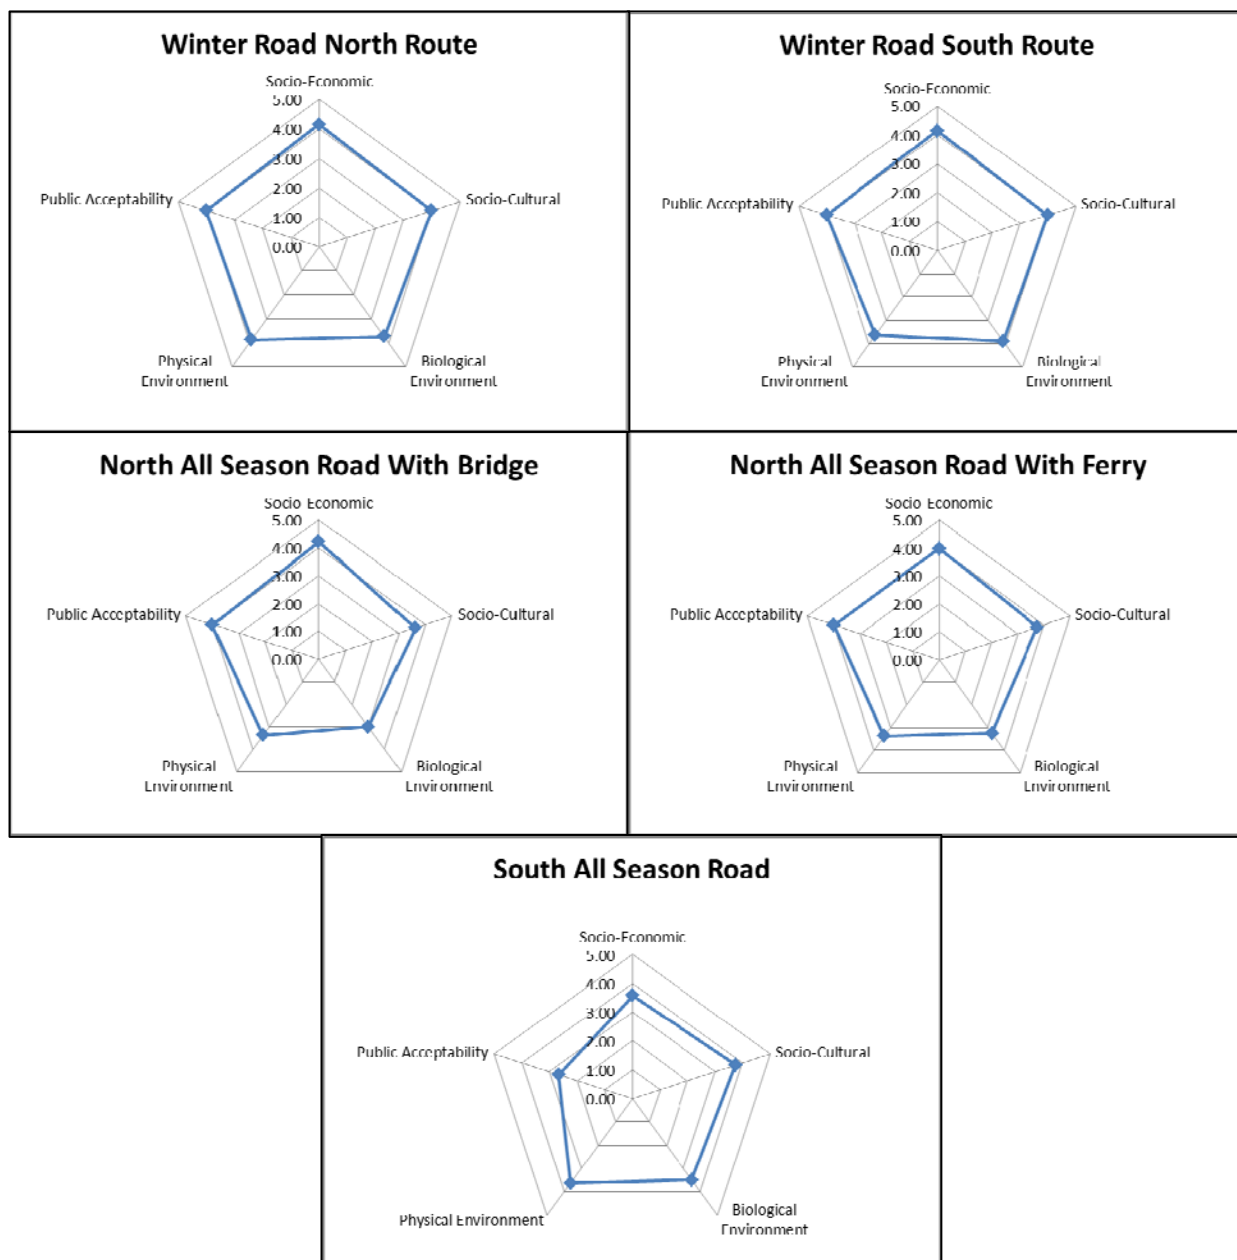 Winter Road North Route
Socio-Economic
5.00
4.00
3.00
2.00
1.00
0.00
Public Acceptability
Socio-Cultural
Physical
Environment
Biological
Environment
Winter Road South Route
Socio-Economic
5.00
4.00
3.00
2.00
1.00
0.00
Public Acceptability
Socio-Cultural
Physical
Environment
Biological
Environment
North All Season Road With Bridge
Socio Economic
5.00
4.00
3.00
2.00
1.00
0.00
Public Acceptability
Socio-Cultural
Physical
Environment
Biological
Environment
North All Season Road With Ferry
Socio Economic
5.00
4.00
3.00
2.00
1.00
0.00
Public Acceptability
Socio-Cultural
Physical
Environment
Biological
Environment
South All Season Road
Socio-Economic
5.00
4.00
3.00
2.00
1.00
0.00
Public Acceptability
Socio-Cultural
Physical Environment
Biological
Environment